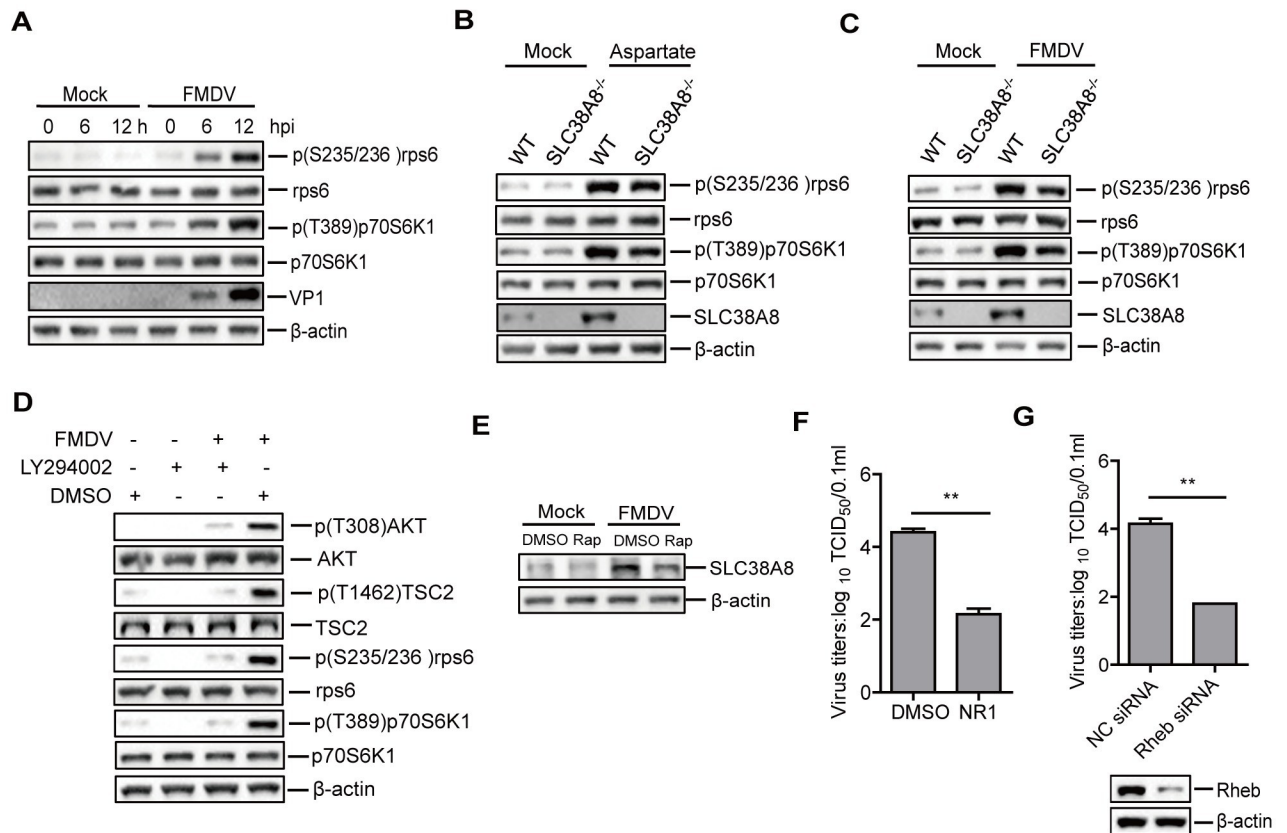 A
Mock FMDV
0 6 12 h 0 6 12 hpi
p(S235/236 )rps6
rps6
p(T389)p70S6K1
p70S6K1
VP1
β-actin
B
Mock Aspartate
WT SLC38A8-/- WT SLC38A8-/-
p(S235/236 )rps6
rps6
p(T389)p70S6K1
p70S6K1
SLC38A8
β-actin
C
Mock FMDV
WT SLC38A8-/- WT SLC38A8-/-
p(S235/236 )rps6
rps6
p(T389)p70S6K1
p70S6K1
SLC38A8
β-actin
D
FMDV - - + +
LY294002 - + + -
DMSO + - - +
p(T308)AKT
AKT
p(T1462)TSC2
TSC2
p(S235/236 )rps6
rps6
p(T389)p70S6K1
p70S6K1
β-actin
E
Mock FMDV
DMSO Rap DMSO Rap
SLC38A8
β-actin
F
Virus titers:log 10 TCID50/0.1ml
6
4
2
0
**
DMSO NR1
G
Virus titers:log 10 TCID50/0.1ml
6
4
2
0
**
NC siRNA Rheb siRNA
Rheb
β-actin